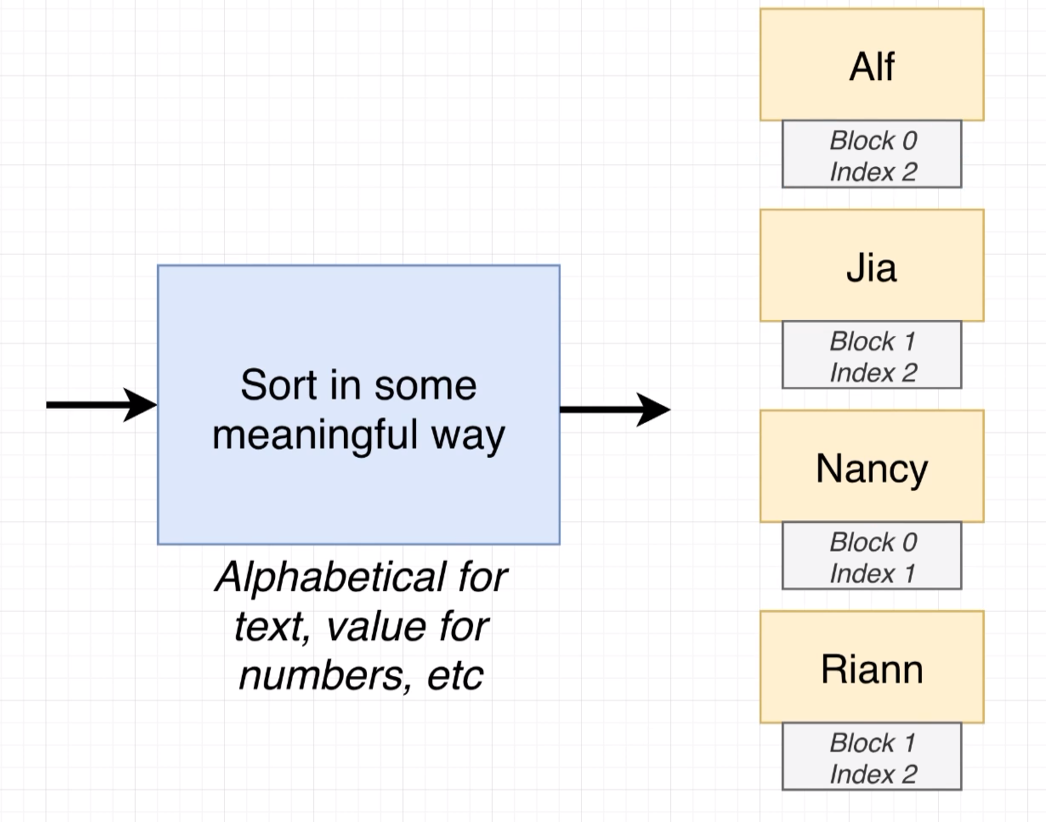 Alf
Block 0
Index 2
Jia
Block 1
Index 2
Sort in some
meaningful way
Nancy
Block 0
Index 1
Alphabetical for
text, value for
numbers, etc
Riann
Block 1
Index 2